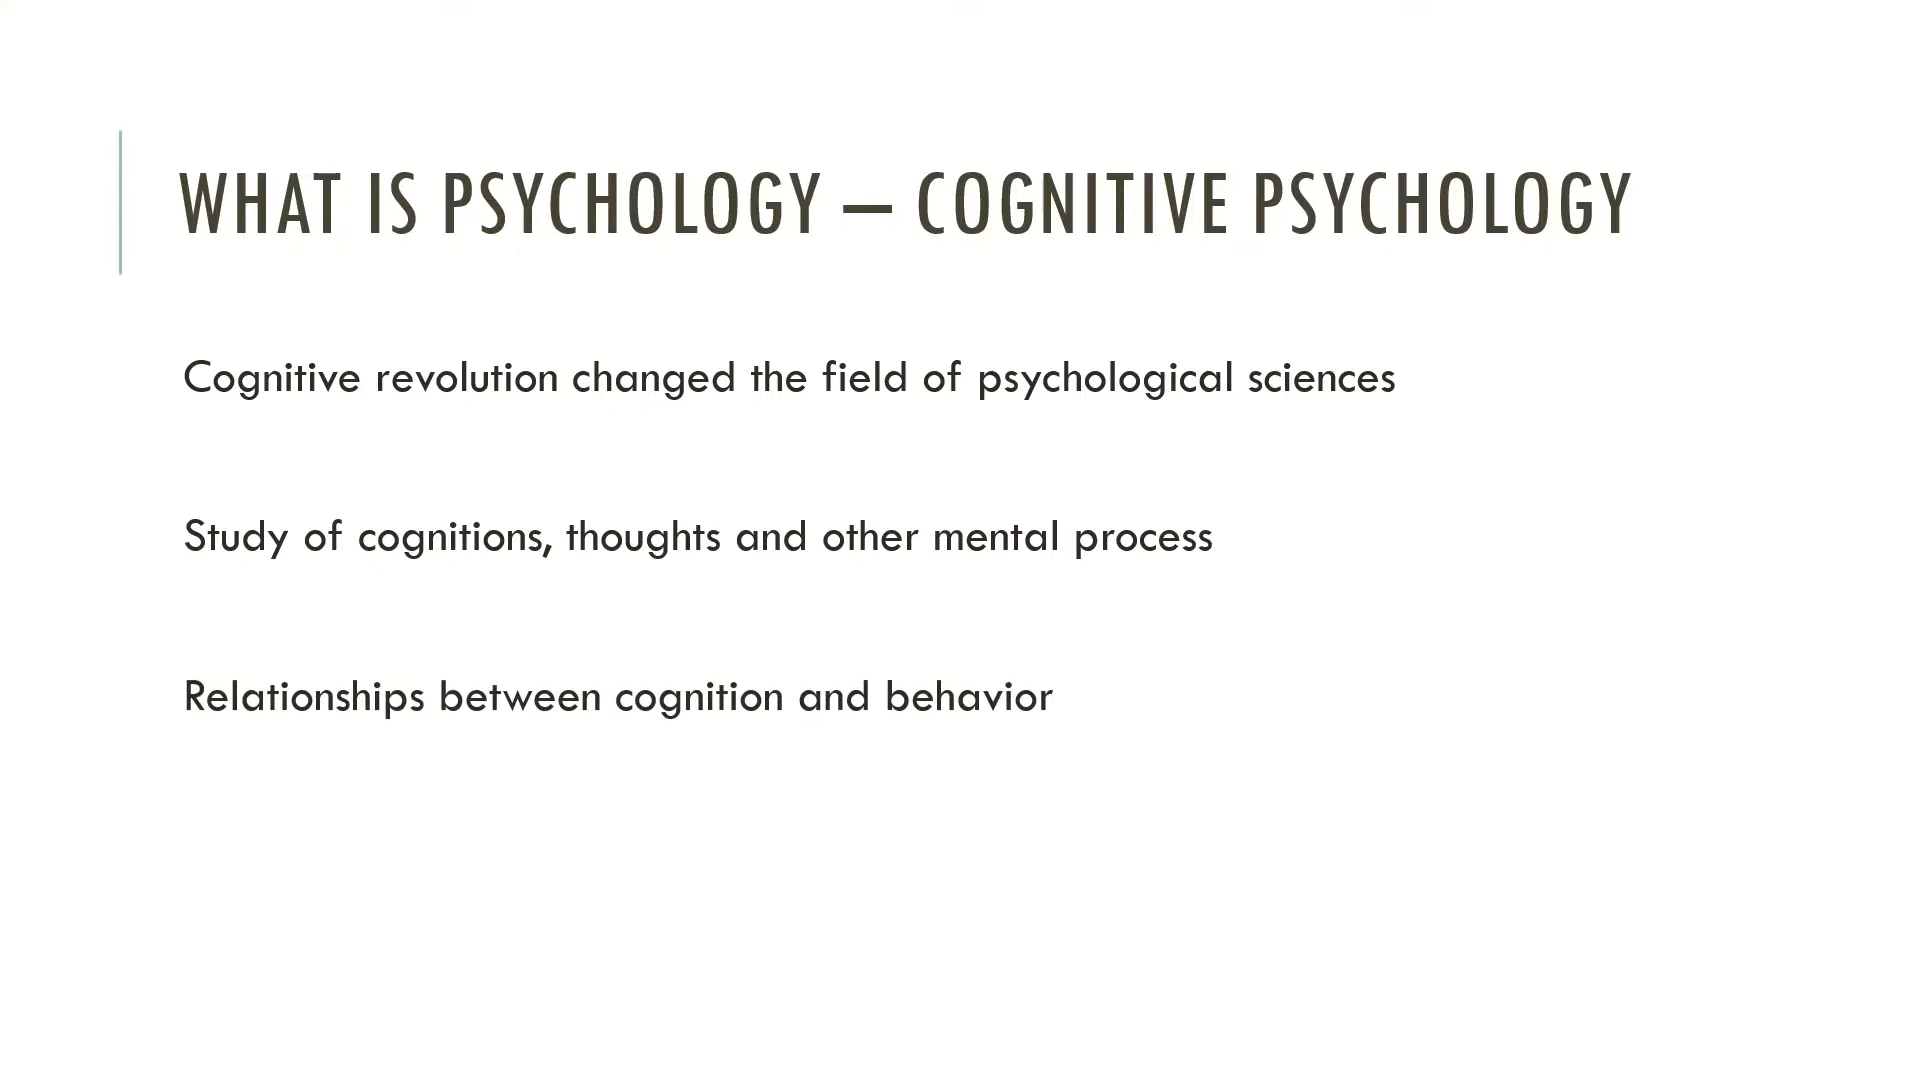 WHAT IS PSYCHOLOGY – COGNITIVE PSYCHOLOGY
Cognitive revolution changed the field of psychological sciences
Study of cognitions, thoughts and other mental process
Relationships between cognition and behavior